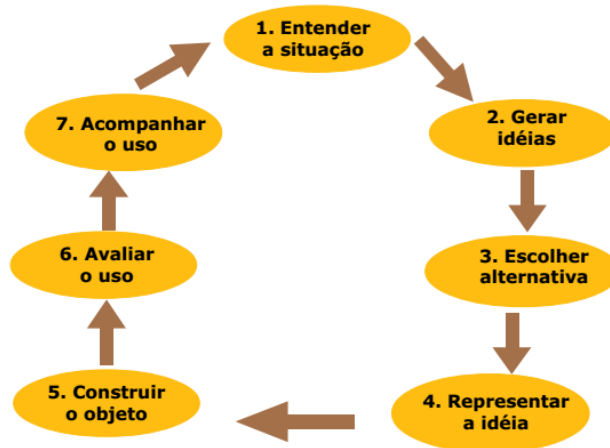 1. Entender
a situação
2. Gerar
idéias
3. Escolher
alternativa
4. Representar
a idéia
5. Construir
o objeto
6. Avaliar
o uso
7. Acompanhar
o uso